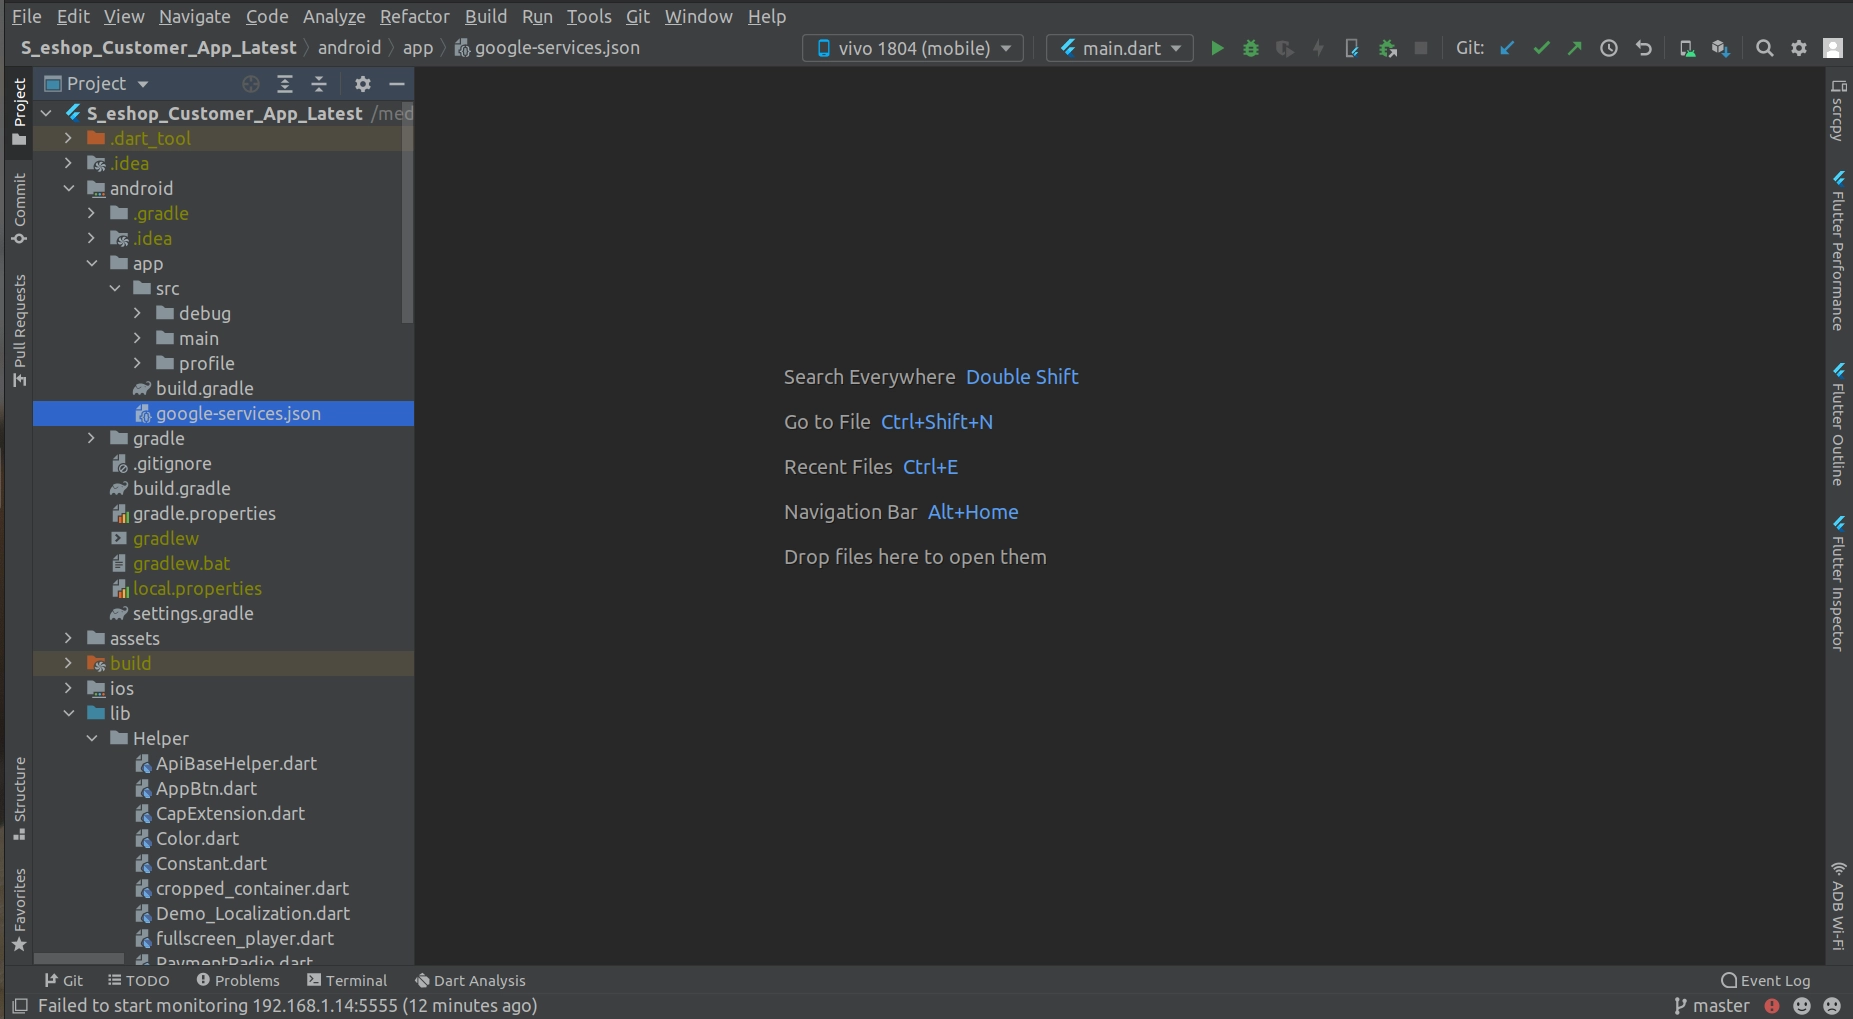 File Edit View Navigate Code Analyze Refactor Build Run Tools Git Window Help
S_eshop_Customer_App_Latest android app google-services.json vivo 1804 (mobile) main.dart Git:
Project
S_eshop_Customer_App_Latest /med
.dart_tool
.idea
android
.gradle
.idea
app
src
debug
main
profile
build.gradle
google-services.json
gradle
.gitignore
build.gradle
gradle.properties
gradlew
gradlew.bat
local.properties
settings.gradle
assets
build
ios
lib
Helper
ApiBaseHelper.dart
AppBtn.dart
CapExtension.dart
Color.dart
Constant.dart
cropped_container.dart
Demo_Localization.dart
fullscreen_player.dart
PaymentRadio.dart
Project
Commit
Pull Requests
Structure
Favorites
Search Everywhere Double Shift
Go to File Ctrl+Shift+N
Recent Files Ctrl+E
Navigation Bar Alt+Home
Drop files here to open them
scrcpy
Flutter Performance
Flutter Outline
Flutter Inspector
ADB Wi-Fi
Git TODO Problems Terminal Dart Analysis Event Log
Failed to start monitoring 192.168.1.14:5555 (12 minutes ago) master